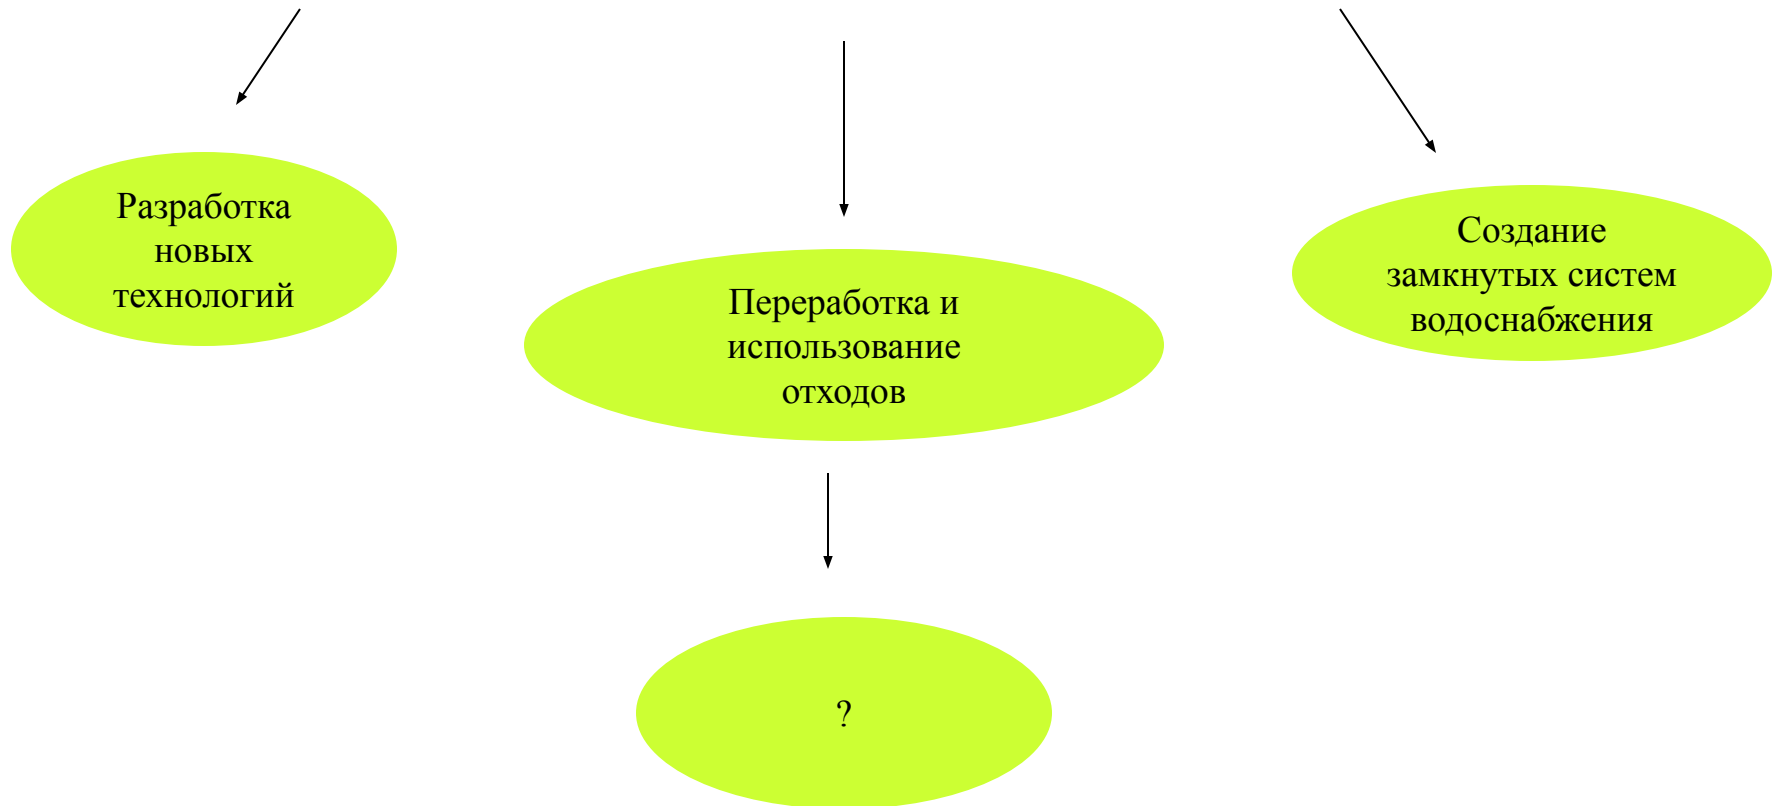 Разработка
новых
технологий
Переработка и
использование
отходов
Создание
замкнутых систем
водоснабжения
?